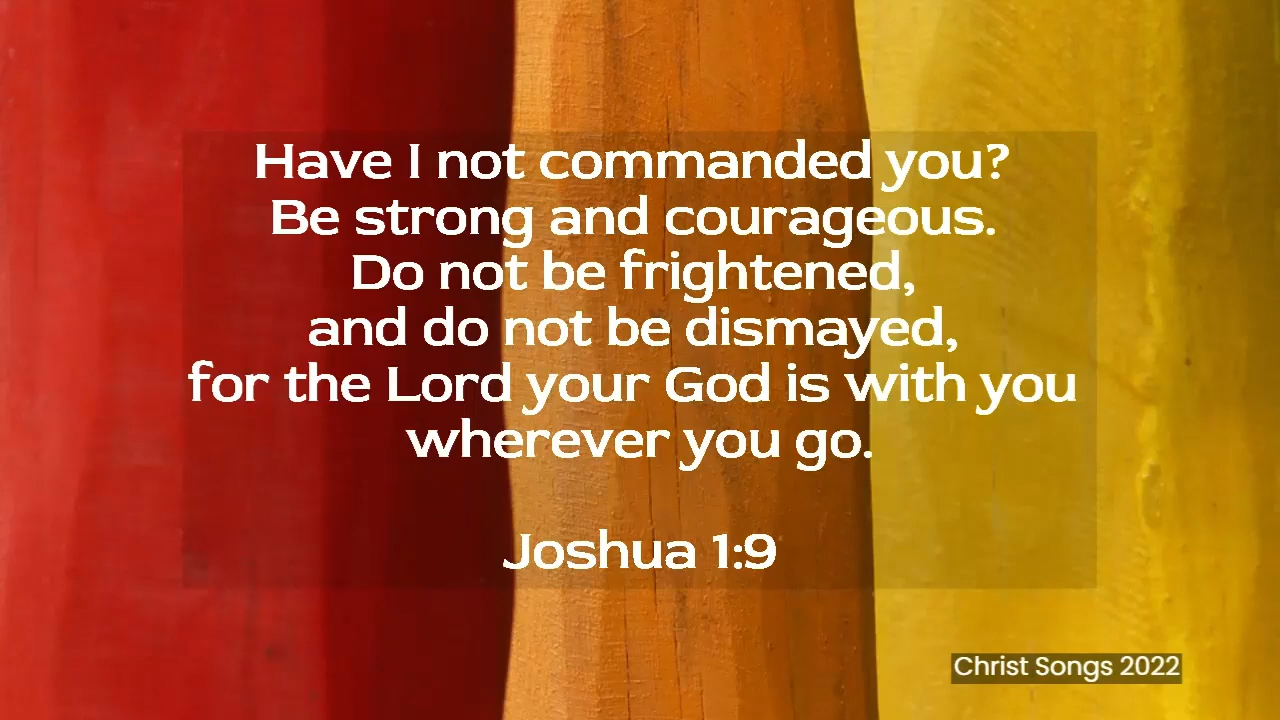 Have I not commanded you?
Be strong and courageous.
Do not be frightened,
and do not be dismayed,
for the Lord your God is with you
wherever you go.
Joshua 1:9
Christ Songs 2022